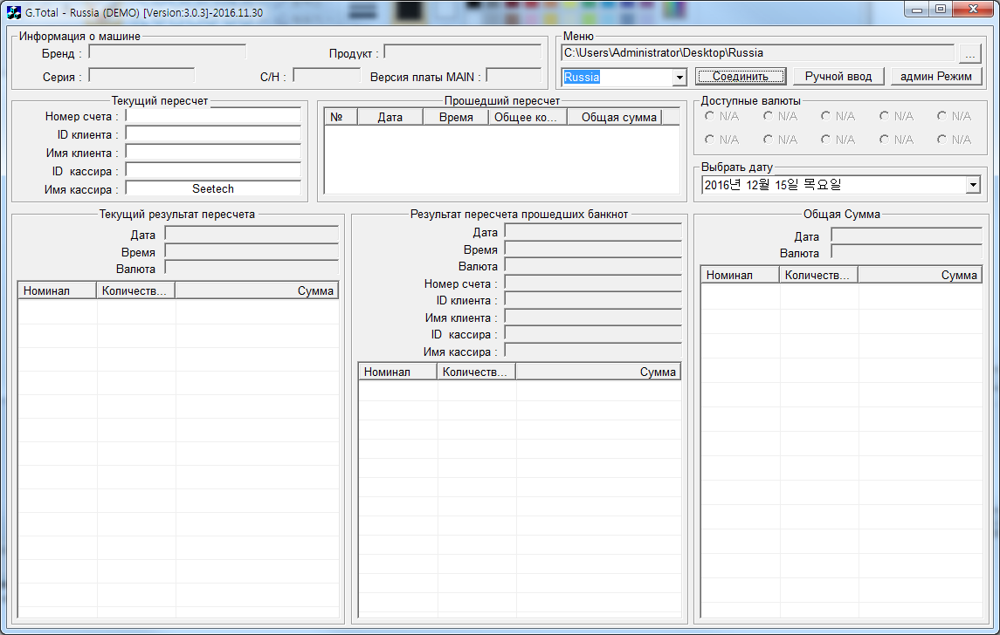 G.Total - Russia (DEMO) [Version:3.0.3]-2016.11.30
Информация о машине
Бренд :
Продукт :
Серия :
С/Н :
Версия платы MAIN :
Меню
C:\Users\Administrator\Desktop\Russia
...
Russia
Соединить
Ручной ввод
админ Режим
Текущий пересчет
Номер счета :
ID клиента :
Имя клиента :
ID кассира :
Имя кассира :
Seetech
Прошедший пересчет
№ Дата Время Общее ко... Общая сумма
Доступные валюты
N/A N/A N/A N/A N/A
N/A N/A N/A N/A N/A
Выбрать дату
2016년 12월 15일 목요일
Текущий результат пересчета
Дата
Время
Валюта
Номинал Количеств... Сумма
Результат пересчета прошедших банкнот
Дата
Время
Валюта
Номер счета :
ID клиента :
Имя клиента :
ID кассира :
Имя кассира :
Номинал Количеств... Сумма
Общая Сумма
Дата
Валюта
Номинал Количеств... Сумма